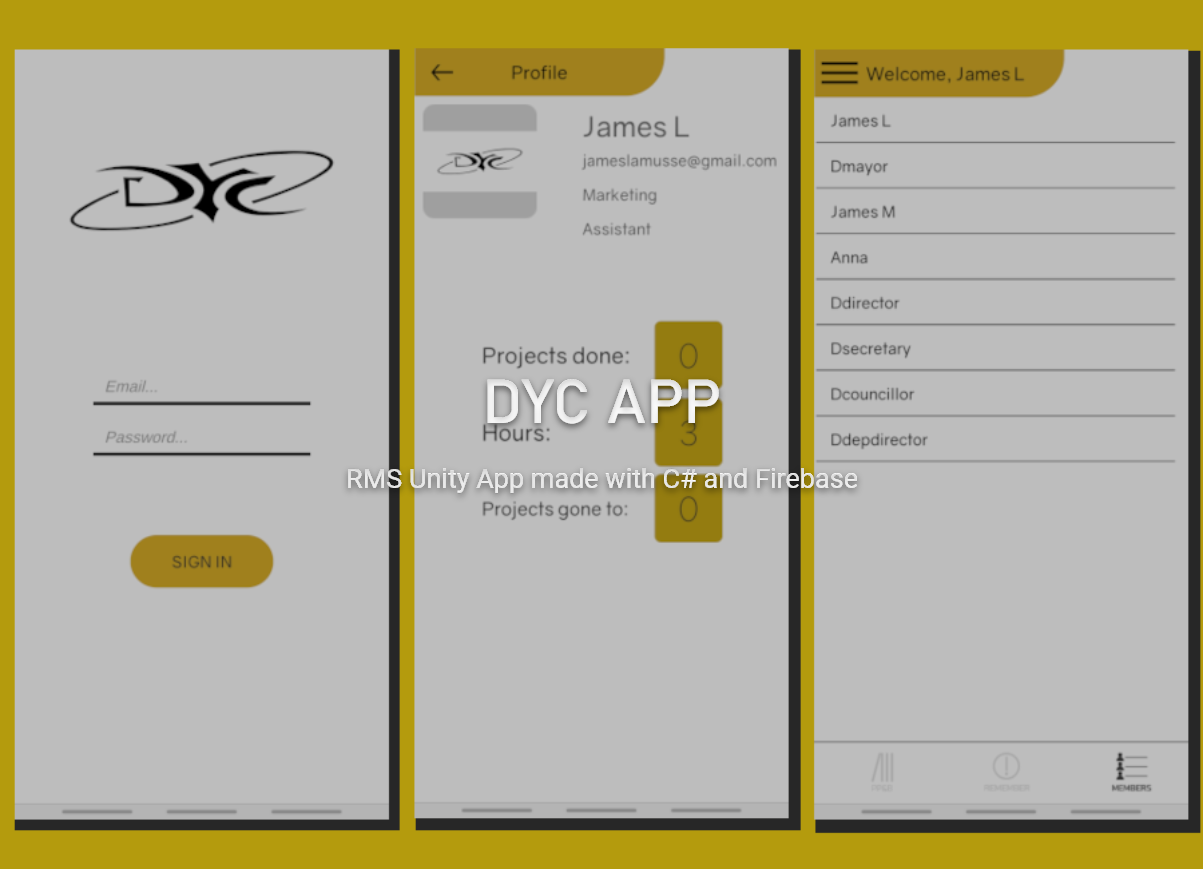 DYC
Email...
Password...
SIGN IN
Profile
DYC
James L
jameslamusse@gmail.com
Marketing
Assistant
Projects done:
0
Hours:
3
Projects gone to:
0
DYC APP
RMS Unity App made with C# and Firebase
Welcome, James L
James L
Dmayor
James M
Anna
Ddirector
Dsecretary
Dcouncillor
Ddepdirector
REMEMBER
MEMBERS